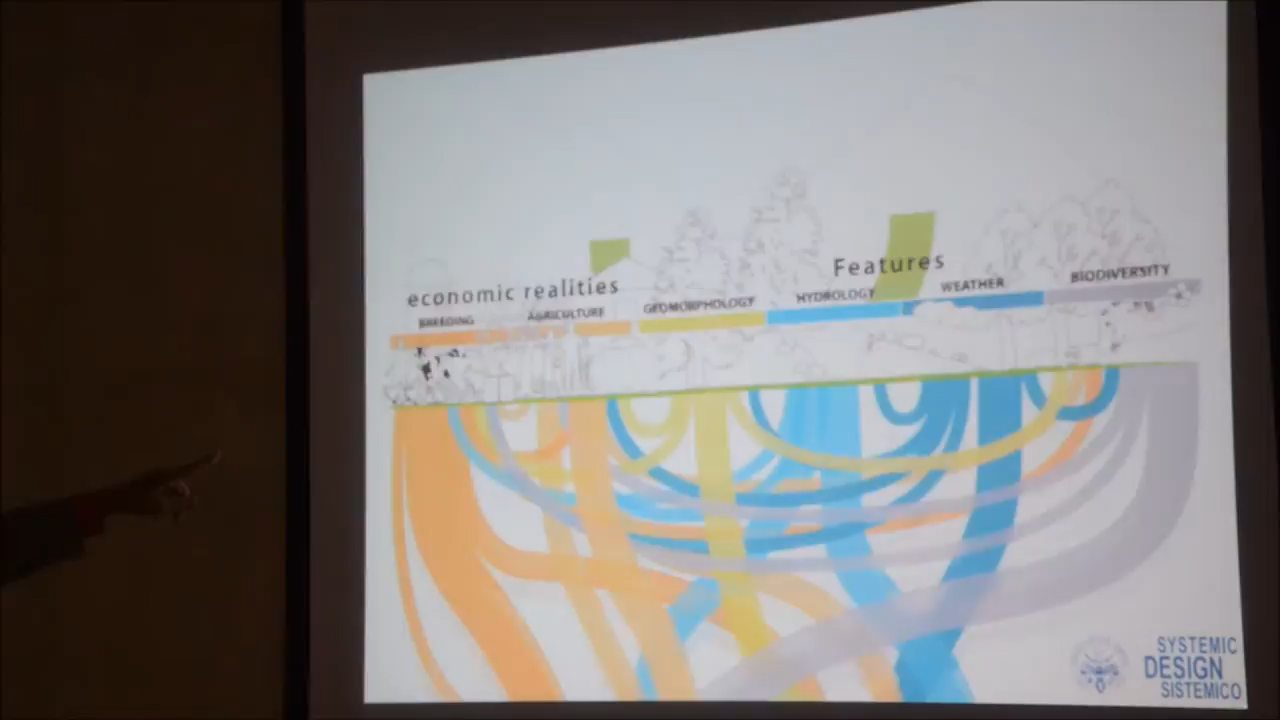 economic realities
Features
BREEDING
AGRICULTURE
GEOMORPHOLOGY
HYDROLOGY
WEATHER
BIODIVERSITY
SYSTEMIC
DESIGN
SISTEMICO